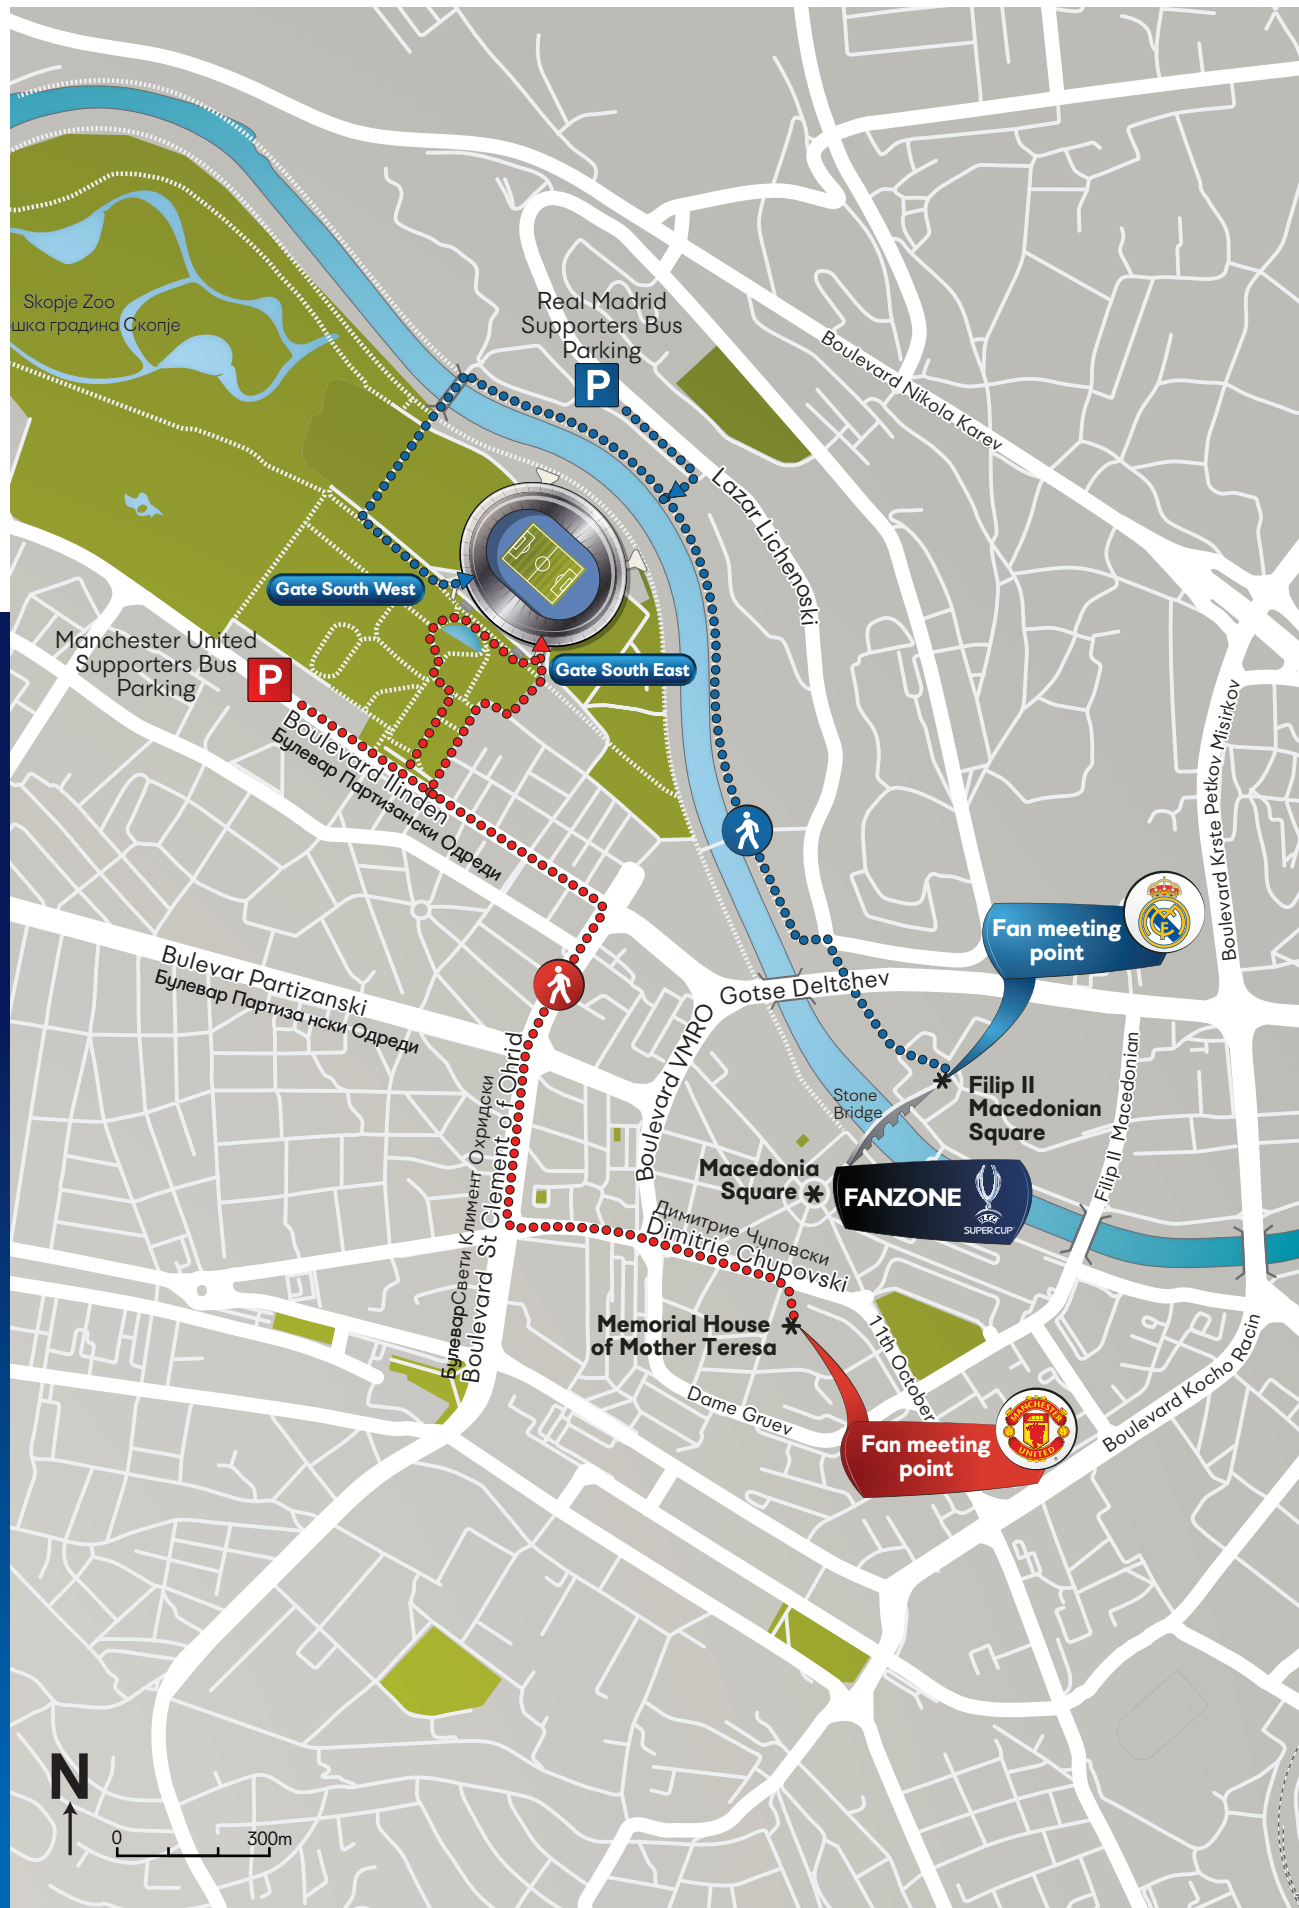 Skopje Zoo
шка градина Скопје
Real Madrid
Supporters Bus
Parking
P
Boulevard Nikola Karev
Lazar Lichenoski
Gate South West
Gate South East
Manchester United
Supporters Bus
Parking
P
Boulevard Ilinden
Булевар Партизански Одреди
Boulevard Krste Petkov Misirkov
Fan meeting
point
Bulevar Partizanski
Булевар Партиза нски Одреди
Gotse Deltchev
Boulevard VMRO
Filip II
Macedonian
Square
Stone
Bridge
Filip II Macedonian
Macedonia
Square
FANZONE
UEFA
SUPER CUP
БулеварСвети Климент Охридски
Boulevard St Clement of Ohrid
Димитрие Чуповски
Dimitrie Chupovski
Memorial House
of Mother Teresa
11th October
Dame Gruev
Boulevard Kocho Racin
MANCHESTER
UNITED
Fan meeting
point
N
0 300m